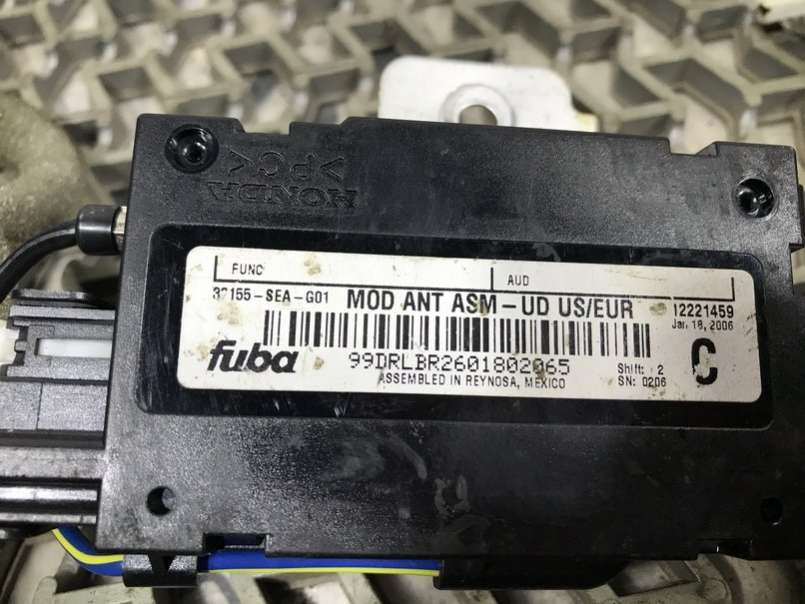 >PC<
HONDA
FUNC
AUD
39155-SEA-G01 MOD ANT ASM-UD US/EUR 12221459
Jan 18, 2006
fuba
99DRLBR2601802065
Shift: 2
C
ASSEMBLED IN REYNOSA, MEXICO
SN: 0206